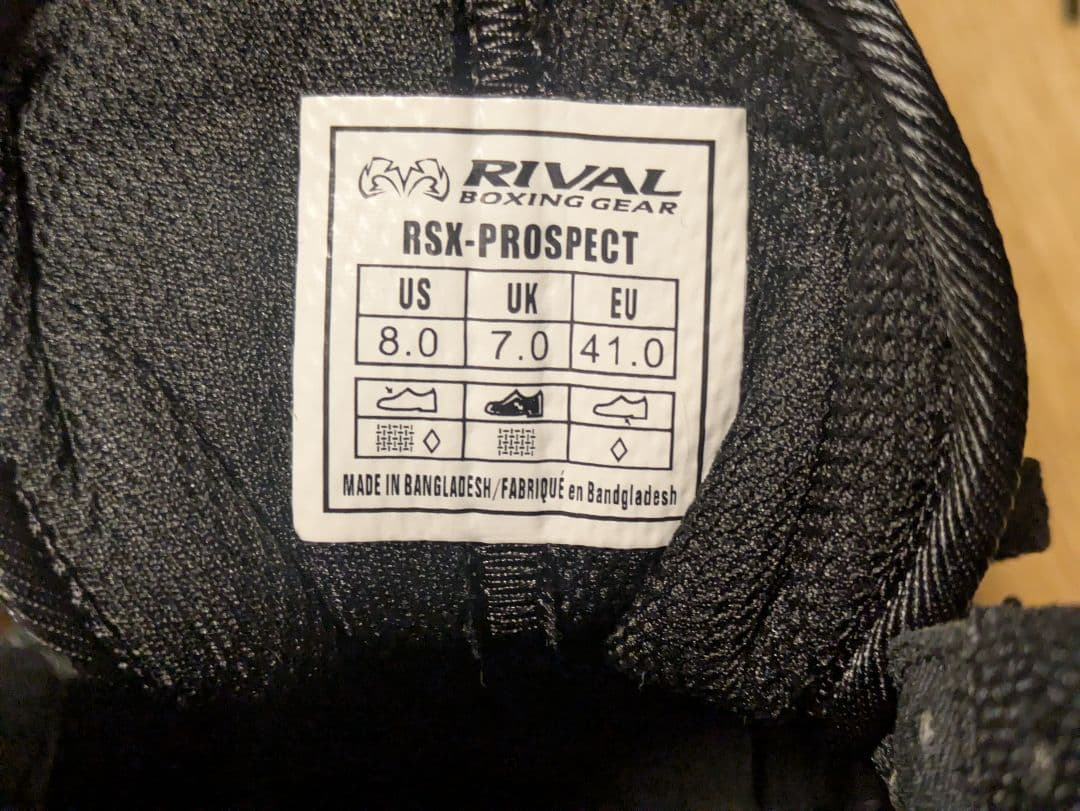 RIVAL
BOXING GEAR
RSX-PROSPECT
US UK EU
8.0 7.0 41.0
MADE IN BANGLADESH/FABRIQUÉ en Bandgladesh